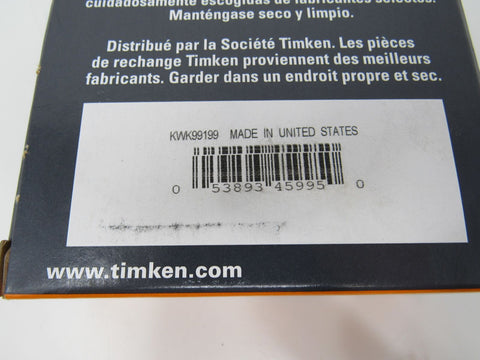 cuidadosamente escogidas de fabricantes selectos.
Manténgase seco y limpio.
Distribué par la Société Timken. Les pièces
de rechange Timken proviennent des meilleurs
fabricants. Garder dans un endroit propre et sec.
KWK99199 MADE IN UNITED STATES
0 53893 45995 0
www.timken.com